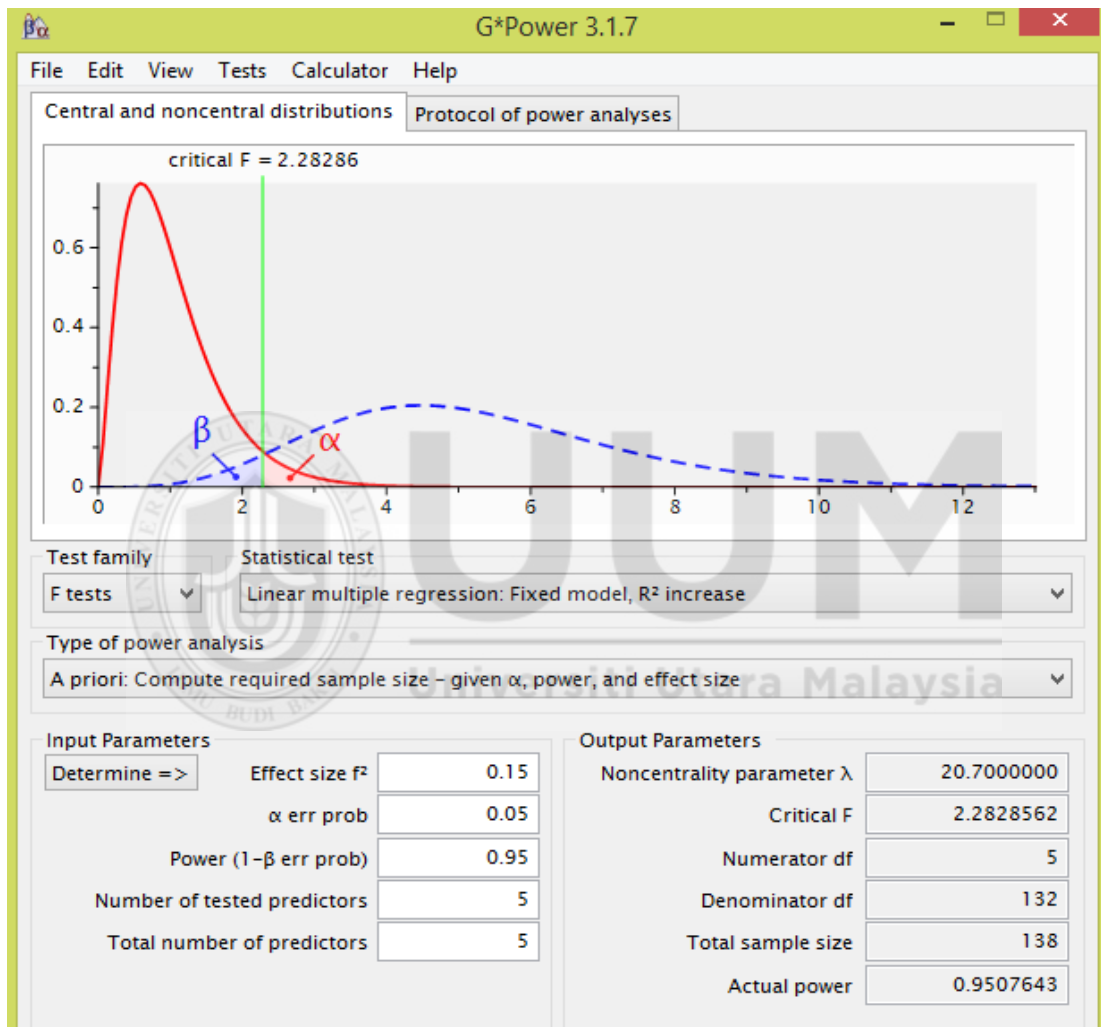 βα
G*Power 3.1.7
File Edit View Tests Calculator Help
Central and noncentral distributions
Protocol of power analyses
critical F = 2.28286
0.6
0.4
0.2
0
β
α
0 2 4 6 8 10 12
UNIVERSITI UTARA MALAYSIA
UUM
Universiti Utara Malaysia
BUDI
Test family
Statistical test
F tests
Linear multiple regression: Fixed model, R² increase
Type of power analysis
A priori: Compute required sample size – given α, power, and effect size
Input Parameters
Determine =>
Effect size f² 0.15
α err prob 0.05
Power (1-β err prob) 0.95
Number of tested predictors 5
Total number of predictors 5
Output Parameters
Noncentrality parameter λ 20.7000000
Critical F 2.2828562
Numerator df 5
Denominator df 132
Total sample size 138
Actual power 0.9507643